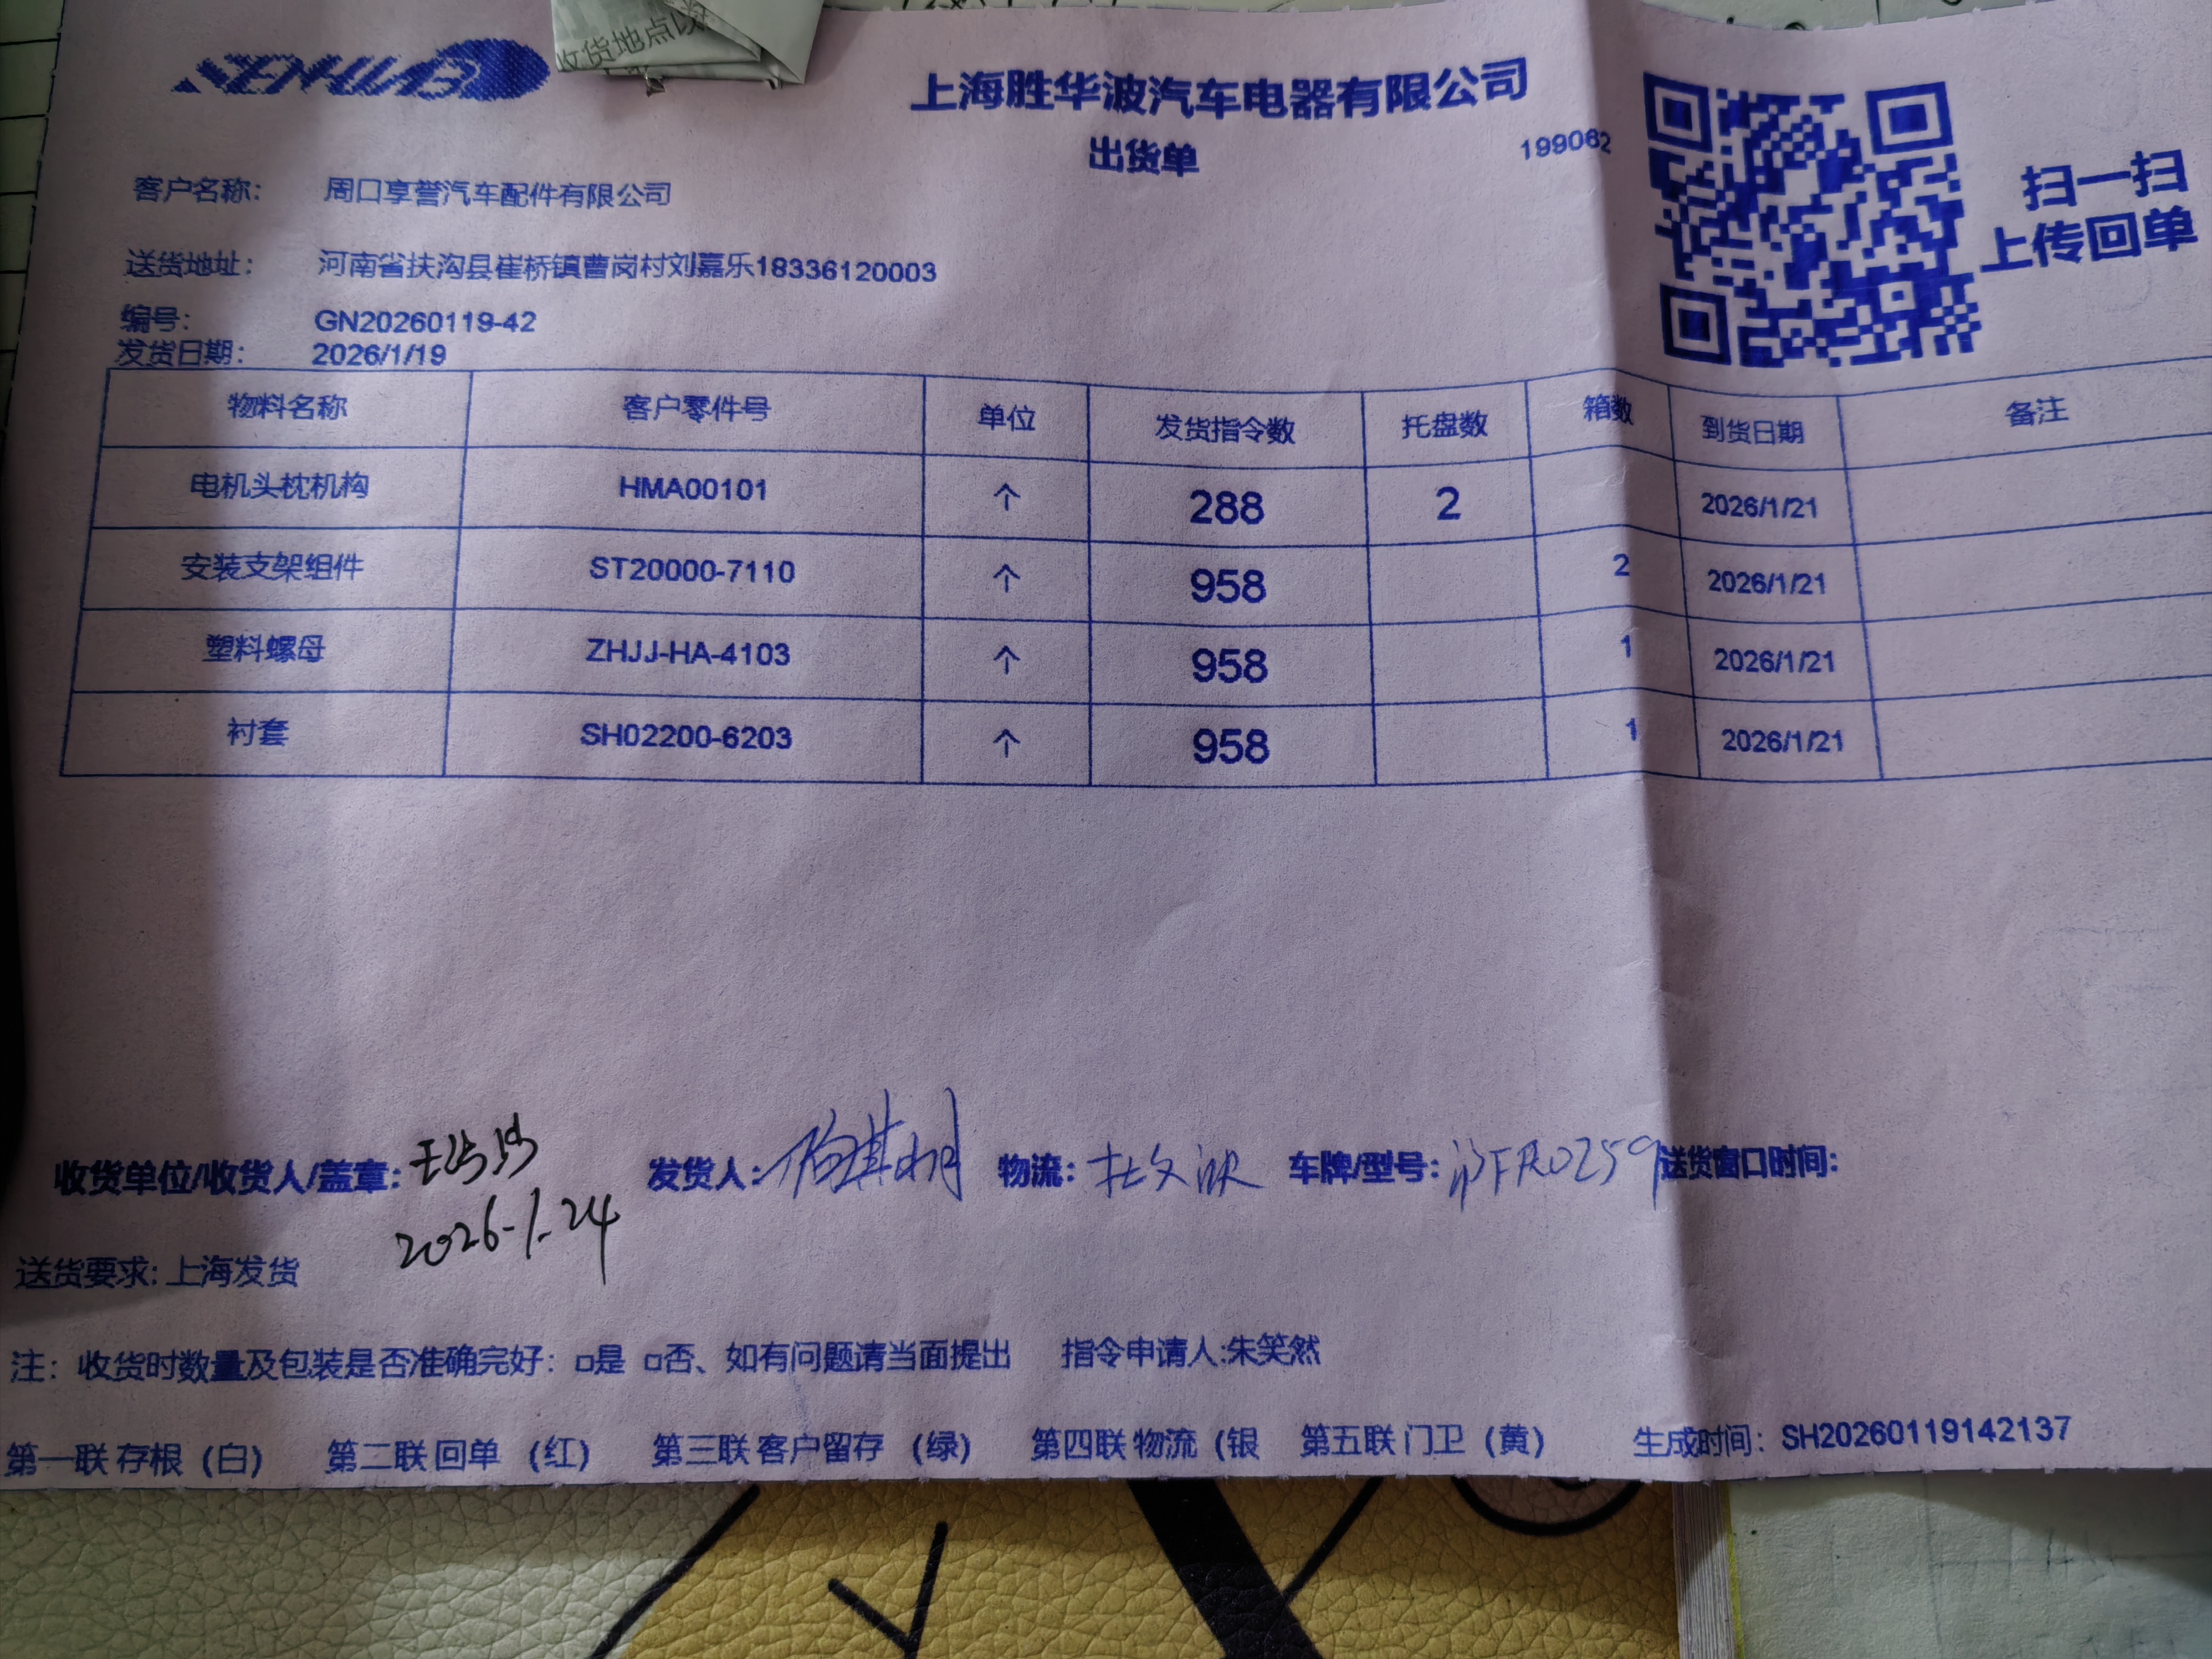 收货地点以
上海胜华波汽车电器有限公司
出货单
199062
扫一扫
上传回单
客户名称： 周口享誉汽车配件有限公司
送货地址： 河南省扶沟县崔桥镇曹岗村刘嘉乐18336120003
编号： GN20260119-42
发货日期： 2026/1/19
物料名称 客户零件号 单位 发货指令数 托盘数 箱数 到货日期 备注
电机头枕机构 HMA00101 个 288 2 2026/1/21
安装支架组件 ST20000-7110 个 958 2 2026/1/21
塑料螺母 ZHJJ-HA-4103 个 958 1 2026/1/21
衬套 SH02200-6203 个 958 1 2026/1/21
收货单位/收货人/盖章： 发货人： 物流： 车牌/型号：沪FR0259 送货窗口时间：
2026-1.24
送货要求：上海发货
注：收货时数量及包装是否准确完好：□是 □否、如有问题请当面提出 指令申请人:朱笑然
第一联 存根（白） 第二联 回单 （红） 第三联 客户留存 （绿） 第四联 物流（银 第五联 门卫（黄） 生成时间：SH20260119142137